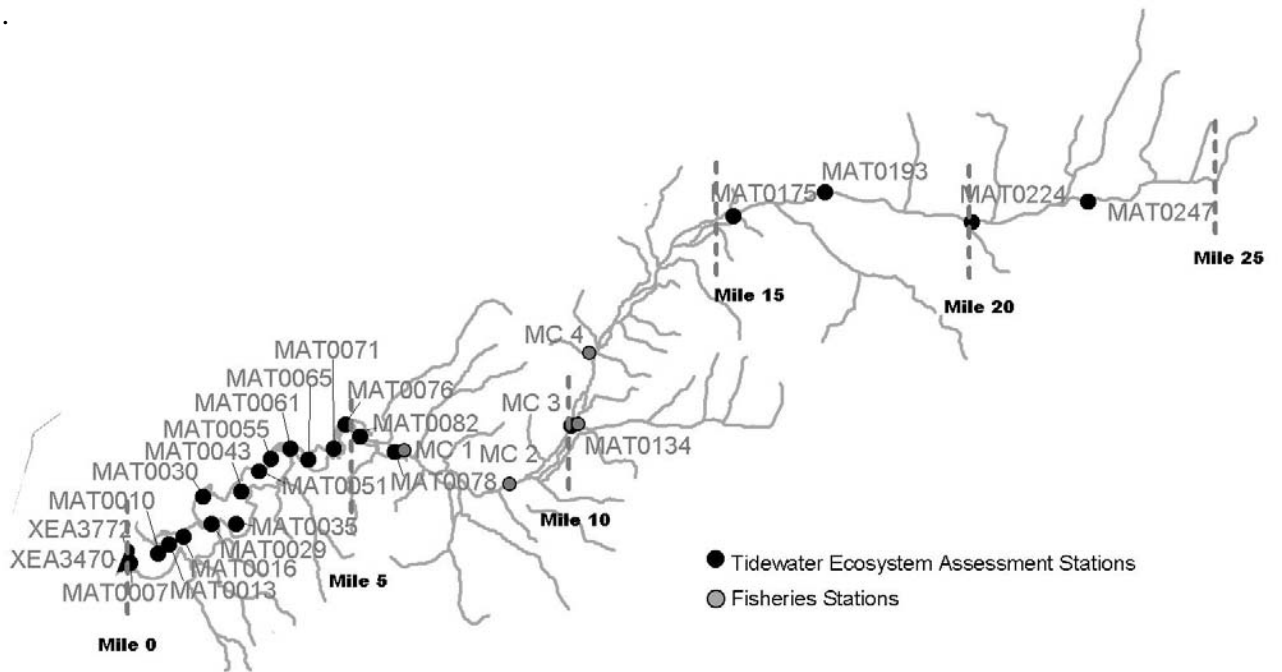 .
MAT0193
MAT0175
MAT0224
MAT0247
Mile 25
Mile 15
Mile 20
MC 4
MAT0071
MAT0065
MAT0076
MAT0061
MC 3
MAT0082
MAT0055
MAT0134
MAT0043
MC 1
MC 2
MAT0030
MAT0078
MAT0051
MAT0010
Mile 10
XEA3772
MAT0035
MAT0029
XEA3470
MAT0016
Tidewater Ecosystem Assessment Stations
Mile 5
MAT0007
MAT0013
Fisheries Stations
Mile 0